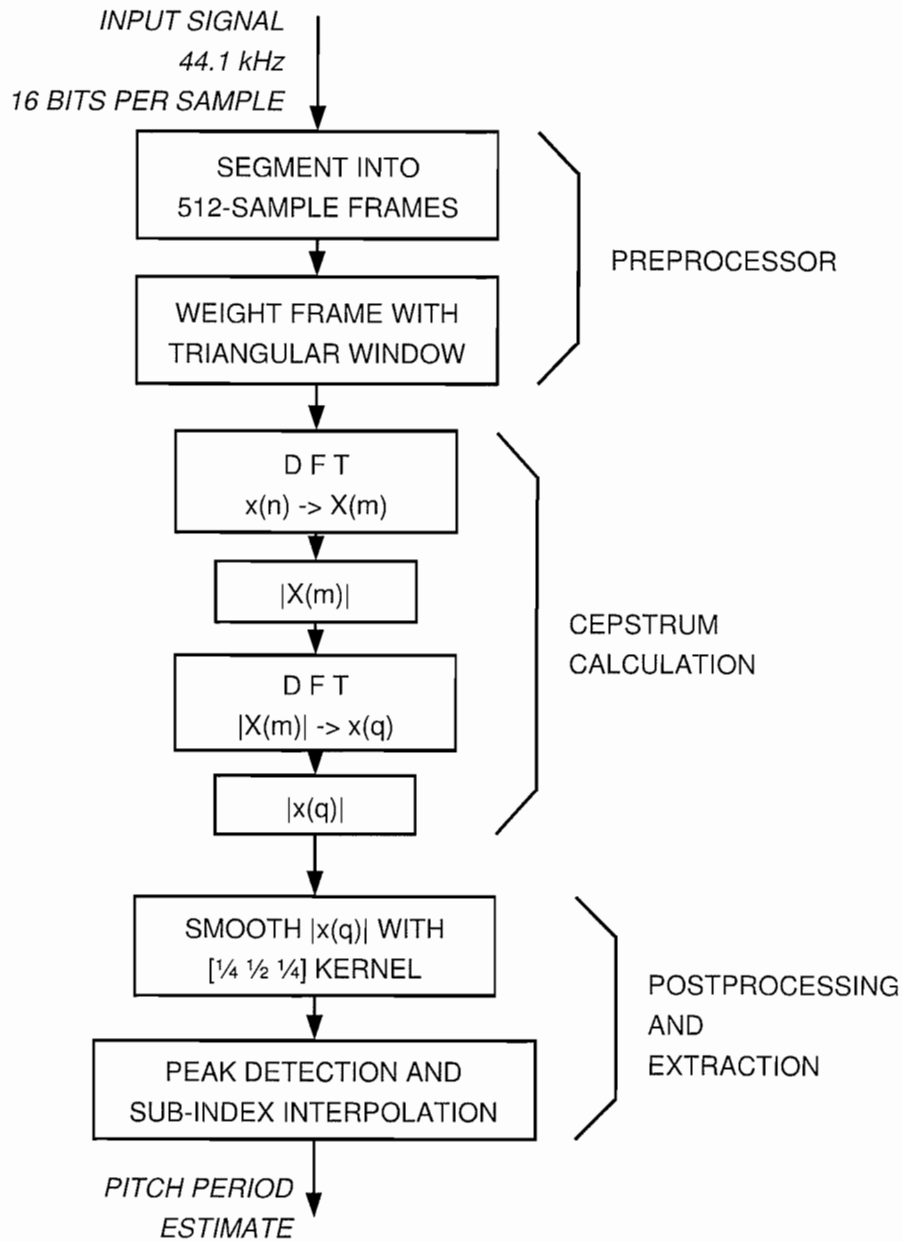 INPUT SIGNAL
44.1 kHz
16 BITS PER SAMPLE
SEGMENT INTO
512-SAMPLE FRAMES
WEIGHT FRAME WITH
TRIANGULAR WINDOW
PREPROCESSOR
D F T
x(n) -> X(m)
|X(m)|
D F T
|X(m)| -> x(q)
|x(q)|
CEPSTRUM
CALCULATION
SMOOTH |x(q)| WITH
[¼ ½ ¼] KERNEL
PEAK DETECTION AND
SUB-INDEX INTERPOLATION
POSTPROCESSING
AND
EXTRACTION
PITCH PERIOD
ESTIMATE